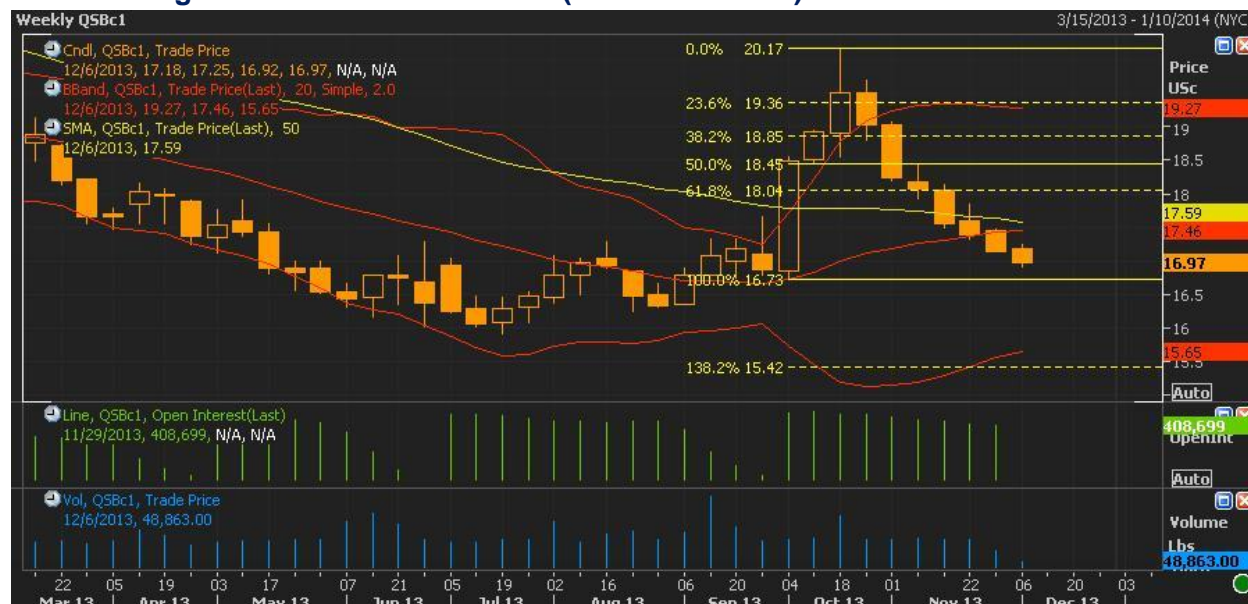 Weekly QSBc1
3/15/2013 - 1/10/2014 (NYC
Cndl, QSBc1, Trade Price
12/6/2013, 17.18, 17.25, 16.92, 16.97, N/A, N/A
BBand, QSBc1, Trade Price(Last), 20, Simple, 2.0
12/6/2013, 19.27, 17.46, 15.65
SMA, QSBc1, Trade Price(Last), 50
12/6/2013, 17.59
0.0% 20.17
23.6% 19.36
38.2% 18.85
50.0% 18.45
61.8% 18.04
100.0% 16.73
138.2% 15.42
Price
USc
19.27
19
18.5
18
17.59
17.46
16.97
16.5
16
15.65
15.5
Auto
Line, QSBc1, Open Interest(Last)
11/29/2013, 408,699, N/A, N/A
408,699
OpenInt
Auto
Vol, QSBc1, Trade Price
12/6/2013, 48,863.00
Volume
Lbs
48,863.00
22 05 19 03 17 07 21 05 19 02 16 06 20 04 18 01 22 06 20 03
Mar 13 Apr 13 May 13 Jun 13 Jul 13 Aug 13 Sep 13 Oct 13 Nov 13 Dec 13